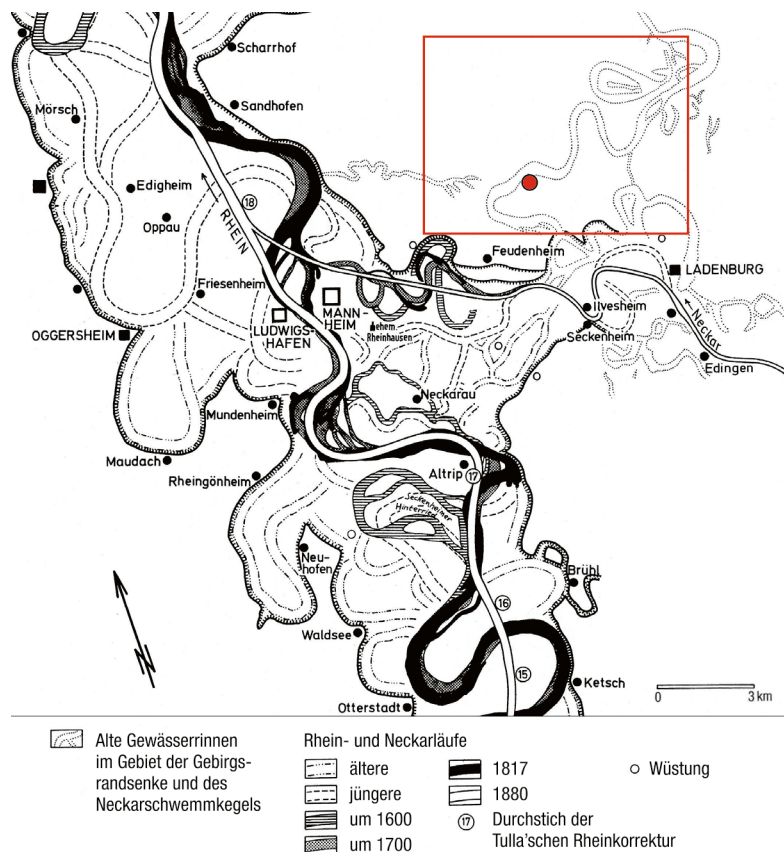 Scharrhof
Sandhofen
Mörsch
Edigheim
Oppau
18
RHEIN
Friesenheim
Feudenheim
LADENBURG
MANN-
HEIM
LUDWIGS-
HAFEN
ehem.
Rheinhausen
OGGERSHEIM
Ilvesheim
Seckenheim
Neckar
Edingen
Mundenheim
Neckarau
Maudach
Rheingönheim
Altrip
17
Seckenheimer
Hinterried
Neu-
hofen
Brühl
16
Waldsee
15
Ketsch
Otterstadt
N
0 3 km
Alte Gewässerrinnen
im Gebiet der Gebirgs-
randsenke und des
Neckarschwemmkegels
Rhein- und Neckarläufe
ältere
jüngere
um 1600
um 1700
1817
1880
17 Durchstich der
Tulla'schen Rheinkorrektur
Wüstung